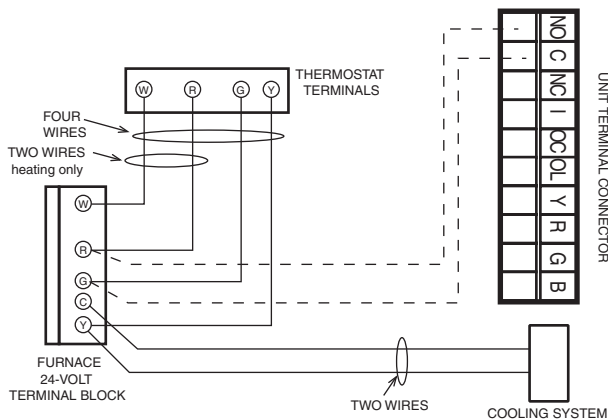 THERMOSTAT
TERMINALS
W R G Y
FOUR
WIRES
TWO WIRES
heating only
W
R
G
C
Y
FURNACE
24-VOLT
TERMINAL BLOCK
TWO WIRES
COOLING SYSTEM
UNIT TERMINAL CONNECTOR
NO
C
NC
I
OC
OL
Y
R
G
B